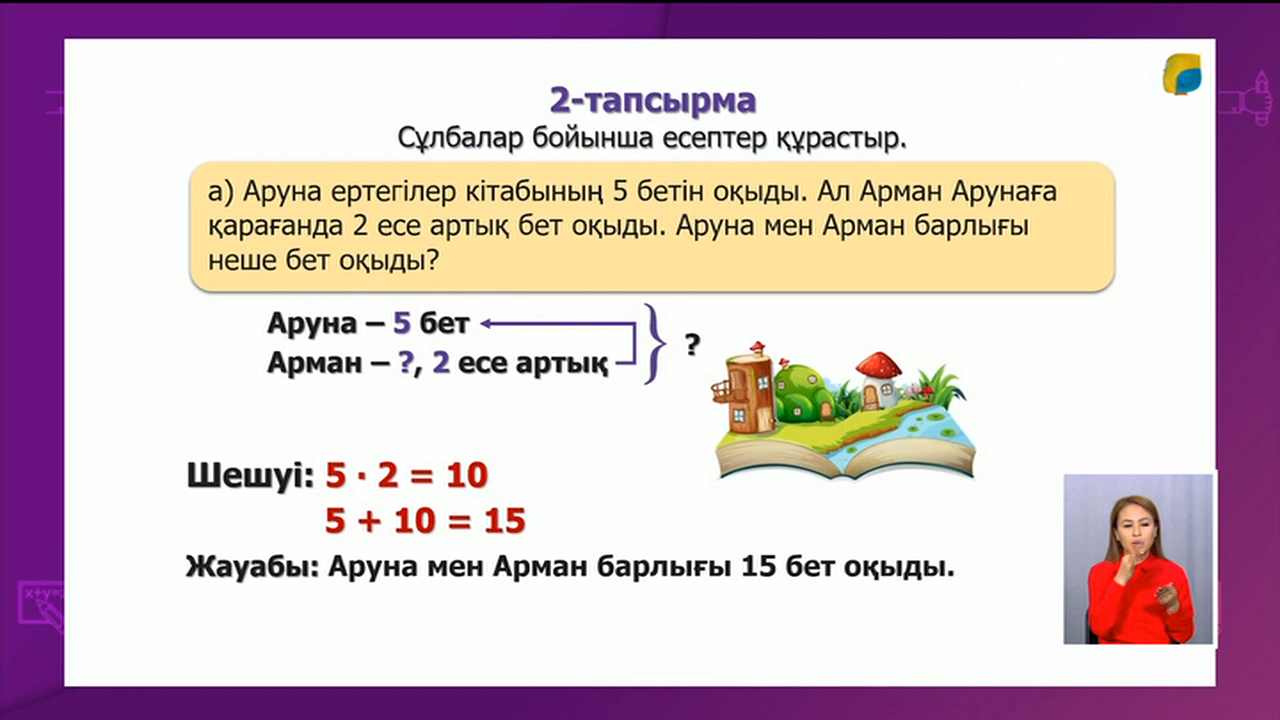 2-тапсырма
Сұлбалар бойынша есептер құрастыр.
а) Аруна ертегілер кітабының 5 бетін оқыды. Ал Арман Арунаға
қарағанда 2 есе артық бет оқыды. Аруна мен Арман барлығы
неше бет оқыды?
Аруна – 5 бет
Арман – ?, 2 есе артық
?
Шешуі: 5 · 2 = 10
5 + 10 = 15
Жауабы: Аруна мен Арман барлығы 15 бет оқыды.